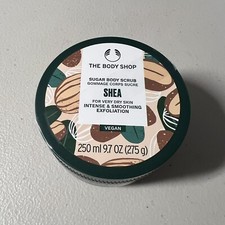 THE BODY SHOP
SUGAR BODY SCRUB
GOMMAGE CORPS SUCRE
SHEA
FOR VERY DRY SKIN
INTENSE & SMOOTHING
EXFOLIATION
VEGAN
250 ml 9.7 OZ (275 g)